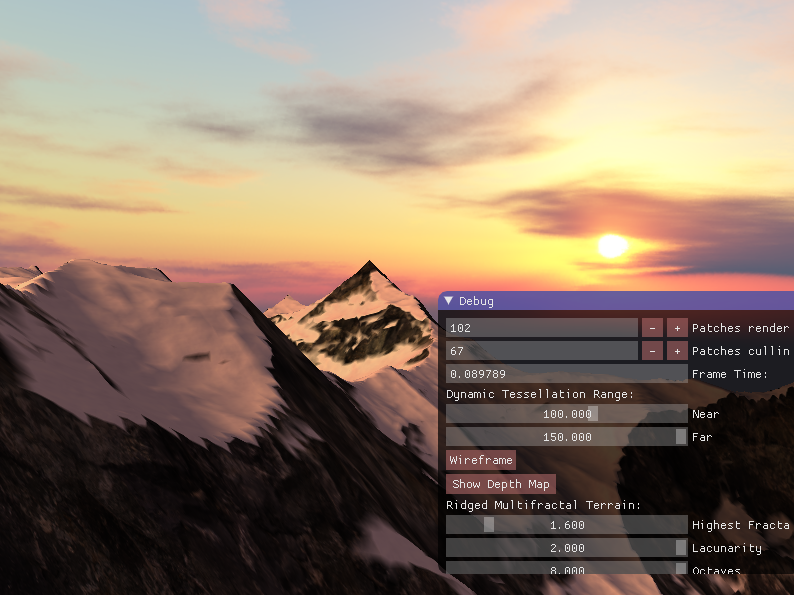 Debug
102 - + Patches render
67 - + Patches cullin
0.089789 Frame Time:
Dynamic Tessellation Range:
100.000 Near
150.000 Far
Wireframe
Show Depth Map
Ridged Multifractal Terrain:
1.600 Highest Fracta
2.000 Lacunarity
8.000 Octaves